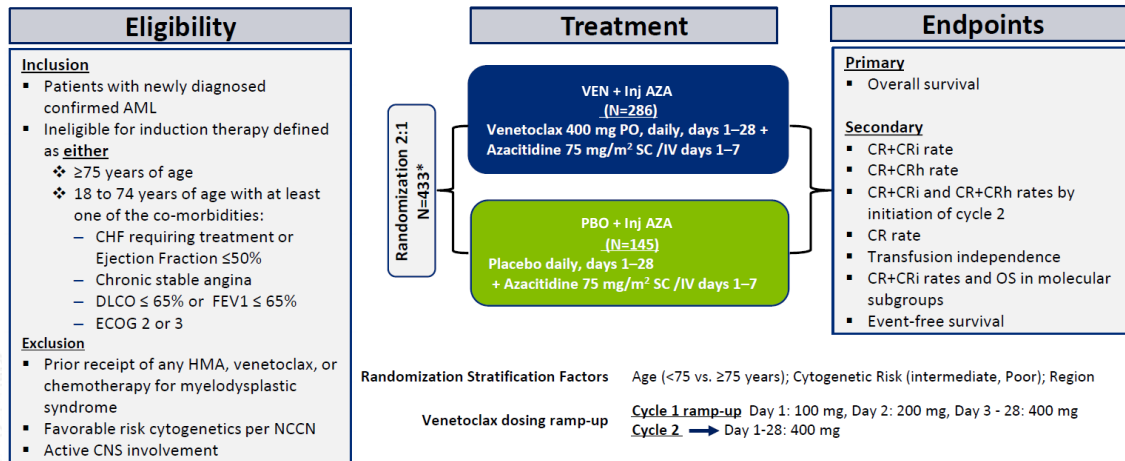 Eligibility
Inclusion
▪ Patients with newly diagnosed
confirmed AML
▪ Ineligible for induction therapy defined
as either
❖ ≥75 years of age
❖ 18 to 74 years of age with at least
one of the co-morbidities:
– CHF requiring treatment or
Ejection Fraction ≤50%
– Chronic stable angina
– DLCO ≤ 65% or FEV1 ≤ 65%
– ECOG 2 or 3
Exclusion
▪ Prior receipt of any HMA, venetoclax, or
chemotherapy for myelodysplastic
syndrome
▪ Favorable risk cytogenetics per NCCN
▪ Active CNS involvement
Treatment
Randomization 2:1
N=433*
VEN + Inj AZA
(N=286)
Venetoclax 400 mg PO, daily, days 1–28 +
Azacitidine 75 mg/m² SC /IV days 1–7
PBO + Inj AZA
(N=145)
Placebo daily, days 1–28
+ Azacitidine 75 mg/m² SC /IV days 1–7
Endpoints
Primary
▪ Overall survival
Secondary
▪ CR+CRi rate
▪ CR+CRh rate
▪ CR+CRi and CR+CRh rates by
initiation of cycle 2
▪ CR rate
▪ Transfusion independence
▪ CR+CRi rates and OS in molecular
subgroups
▪ Event-free survival
Randomization Stratification Factors Age (<75 vs. ≥75 years); Cytogenetic Risk (intermediate, Poor); Region
Venetoclax dosing ramp-up
Cycle 1 ramp-up Day 1: 100 mg, Day 2: 200 mg, Day 3 - 28: 400 mg
Cycle 2 → Day 1-28: 400 mg